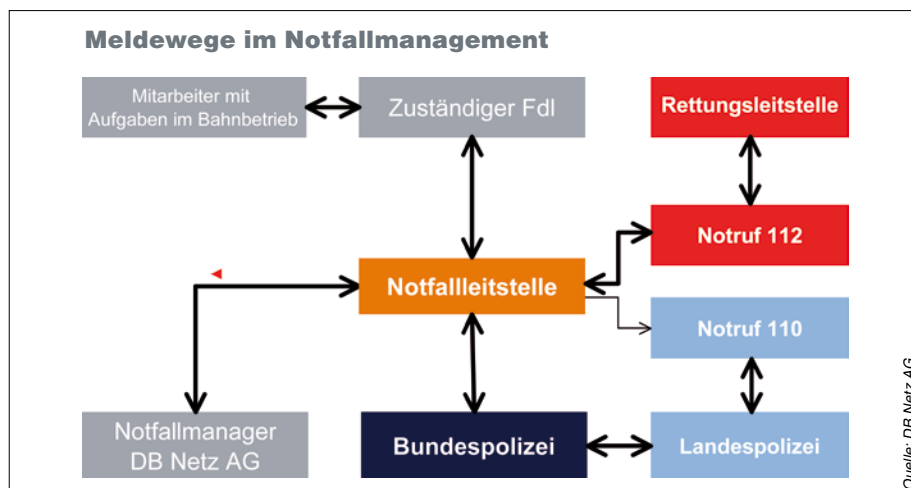 Meldewege im Notfallmanagement
Mitarbeiter mit
Aufgaben im Bahnbetrieb
Zuständiger Fdl
Rettungsleitstelle
Notruf 112
Notfallleitstelle
Notruf 110
Notfallmanager
DB Netz AG
Bundespolizei
Landespolizei
Quelle: DB Netz AG